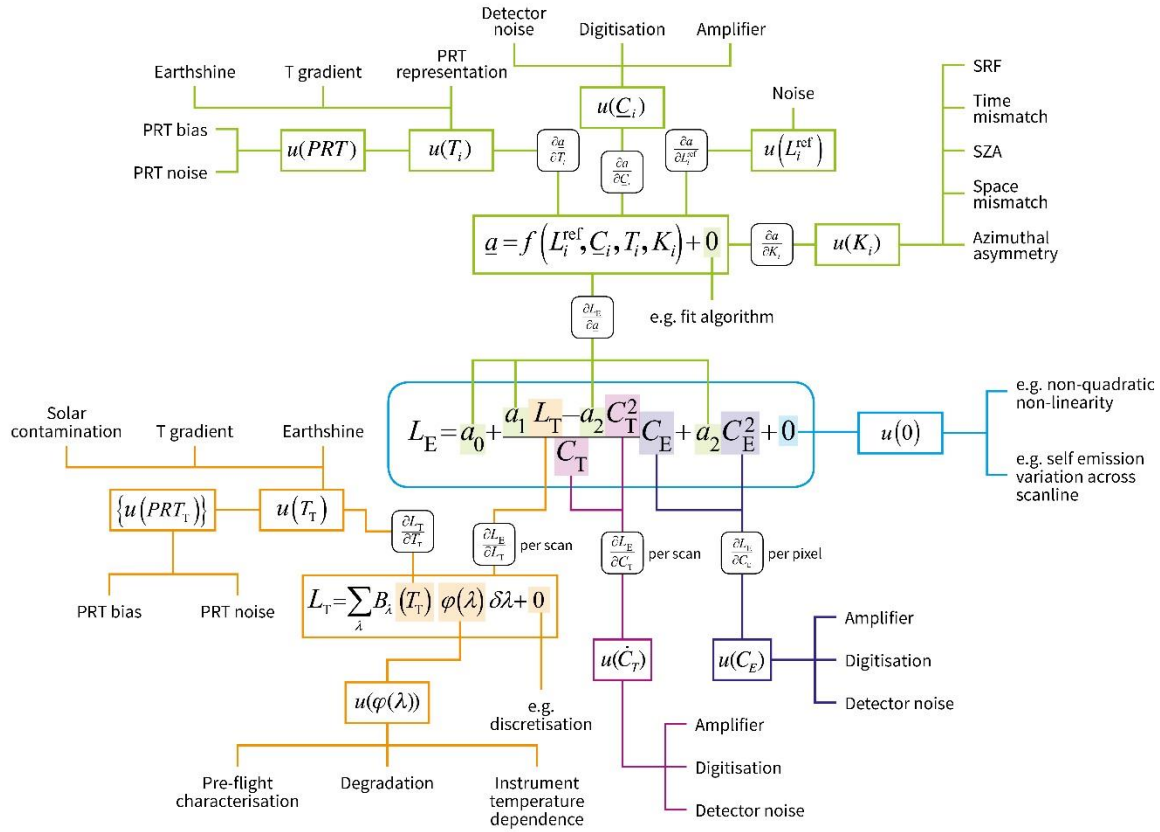 Detector
noise
Digitisation
Amplifier
PRT
representation
Earthshine
T gradient
SRF
Noise
Time
mismatch
PRT bias
PRT noise
u(PRT)
u(T_i)
u(C_i)
u(L_i^ref)
∂a/∂T_i
∂a/∂C_i
∂a/∂L_i^ref
SZA
Space
mismatch
a = f(L_i^ref, C_i, T_i, K_i) + 0
∂a/∂K_i
u(K_i)
Azimuthal
asymmetry
∂L_E/∂a
e.g. fit algorithm
L_E = a_0 + (a_1 L_T − a_2 C_T^2)/C_T C_E + a_2 C_E^2 + 0
u(0)
e.g. non-quadratic
non-linearity
e.g. self emission
variation across
scanline
Solar
contamination
T gradient
Earthshine
{u(PRT_T)}
u(T_T)
∂L_T/∂T_T
∂L_E/∂L_T
per scan
∂L_E/∂C_T
per scan
∂L_E/∂C_E
per pixel
PRT bias
PRT noise
L_T = ∑_λ B_λ (T_T) φ(λ) δλ + 0
u(Ċ_T)
u(C_E)
Amplifier
Digitisation
Detector noise
u(φ(λ))
e.g.
discretisation
Amplifier
Digitisation
Detector noise
Pre-flight
characterisation
Degradation
Instrument
temperature
dependence